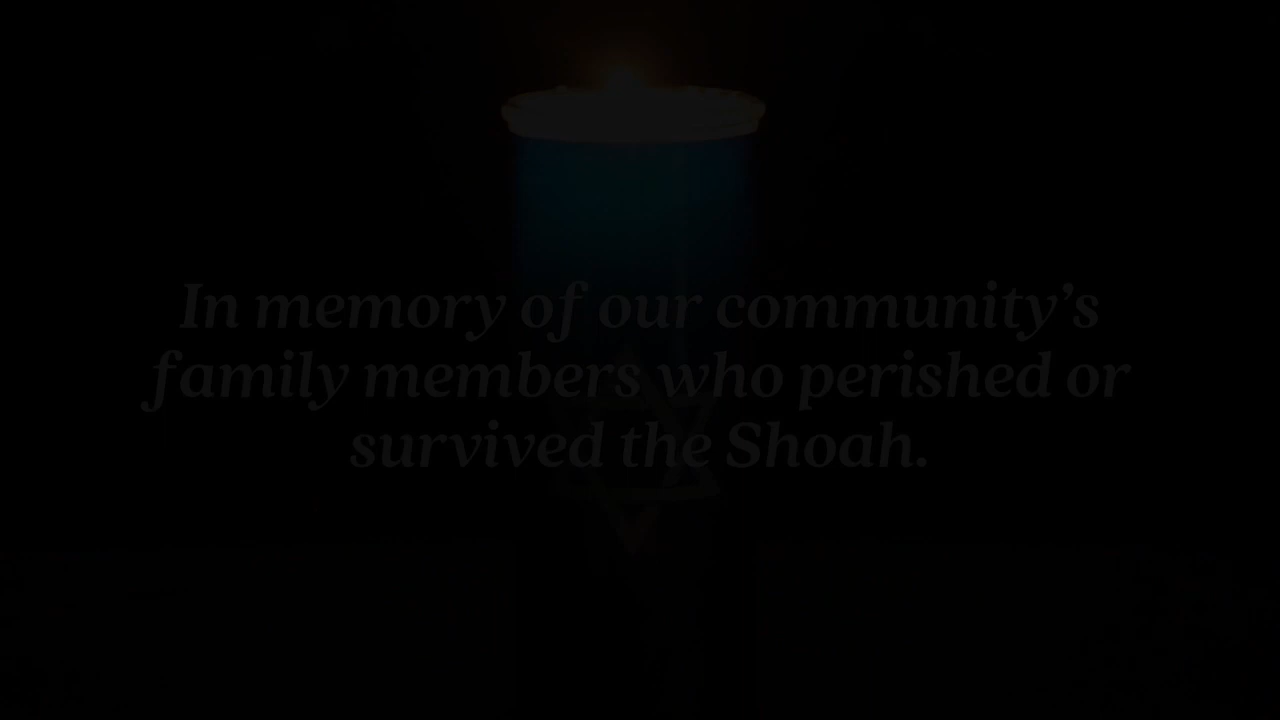 In memory of our community’s
family members who perished or
survived the Shoah.